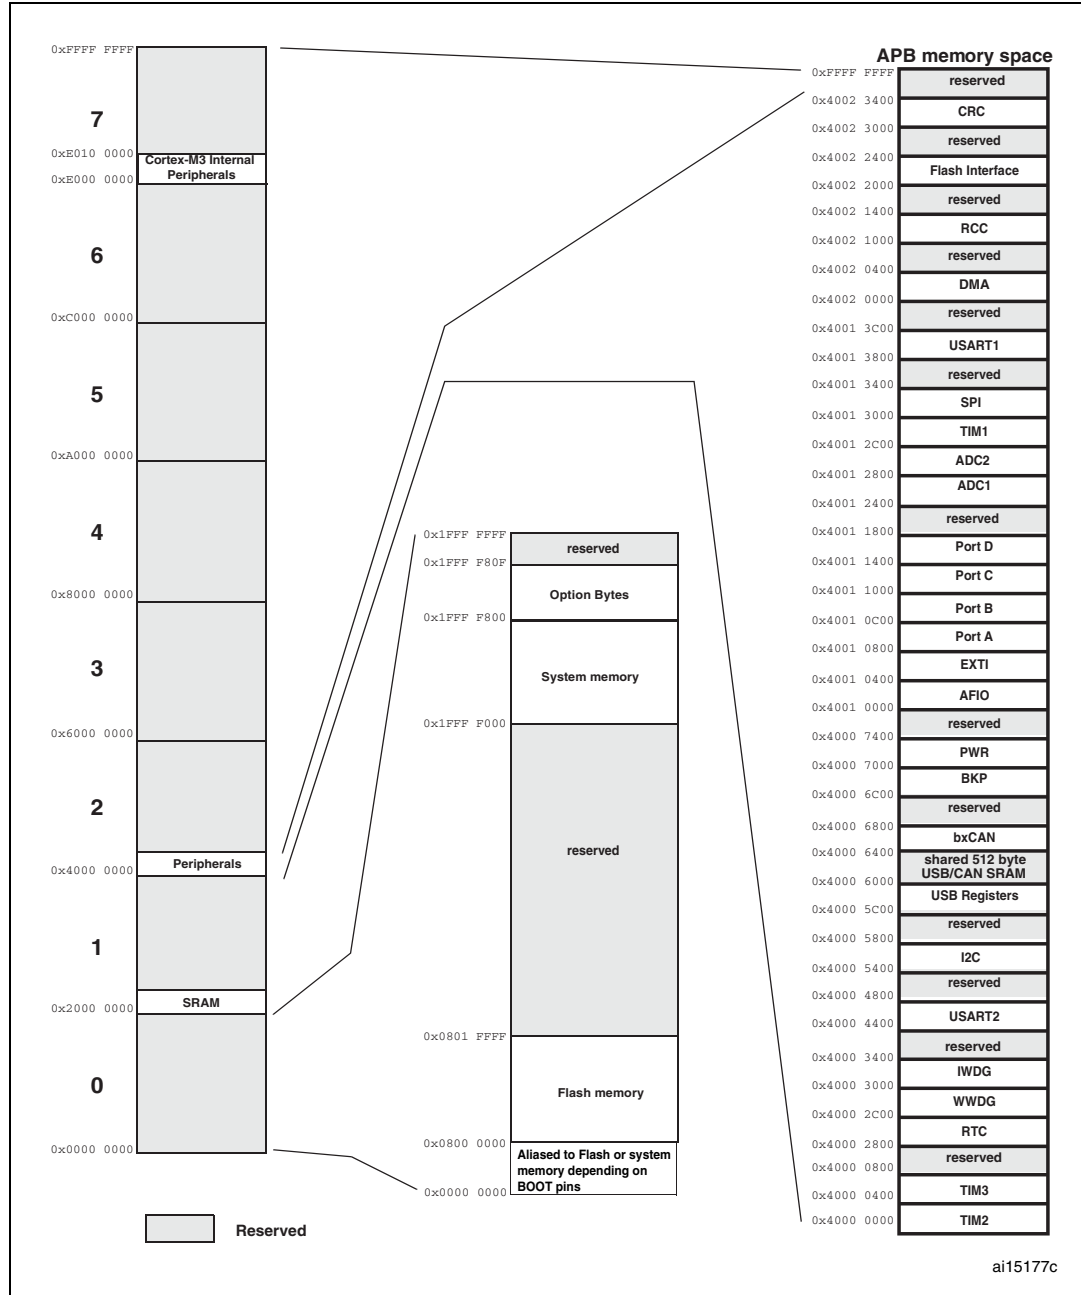 0xFFFF FFFF
7
0xE010 0000
Cortex-M3 Internal
Peripherals
0xE000 0000
6
0xC000 0000
5
0xA000 0000
4
0x8000 0000
3
0x6000 0000
2
Peripherals
0x4000 0000
1
SRAM
0x2000 0000
0
0x0000 0000
Reserved
0x1FFF FFFF
reserved
0x1FFF F80F
Option Bytes
0x1FFF F800
System memory
0x1FFF F000
reserved
0x0801 FFFF
Flash memory
0x0800 0000
Aliased to Flash or system
memory depending on
BOOT pins
0x0000 0000
APB memory space
0xFFFF FFFF
reserved
0x4002 3400
CRC
0x4002 3000
reserved
0x4002 2400
Flash Interface
0x4002 2000
reserved
0x4002 1400
RCC
0x4002 1000
reserved
0x4002 0400
DMA
0x4002 0000
reserved
0x4001 3C00
USART1
0x4001 3800
reserved
0x4001 3400
SPI
0x4001 3000
TIM1
0x4001 2C00
ADC2
0x4001 2800
ADC1
0x4001 2400
reserved
0x4001 1800
Port D
0x4001 1400
Port C
0x4001 1000
Port B
0x4001 0C00
Port A
0x4001 0800
EXTI
0x4001 0400
AFIO
0x4001 0000
reserved
0x4000 7400
PWR
0x4000 7000
BKP
0x4000 6C00
reserved
0x4000 6800
bxCAN
0x4000 6400
shared 512 byte
USB/CAN SRAM
0x4000 6000
USB Registers
0x4000 5C00
reserved
0x4000 5800
I2C
0x4000 5400
reserved
0x4000 4800
USART2
0x4000 4400
reserved
0x4000 3400
IWDG
0x4000 3000
WWDG
0x4000 2C00
RTC
0x4000 2800
reserved
0x4000 0800
TIM3
0x4000 0400
TIM2
0x4000 0000
ai15177c